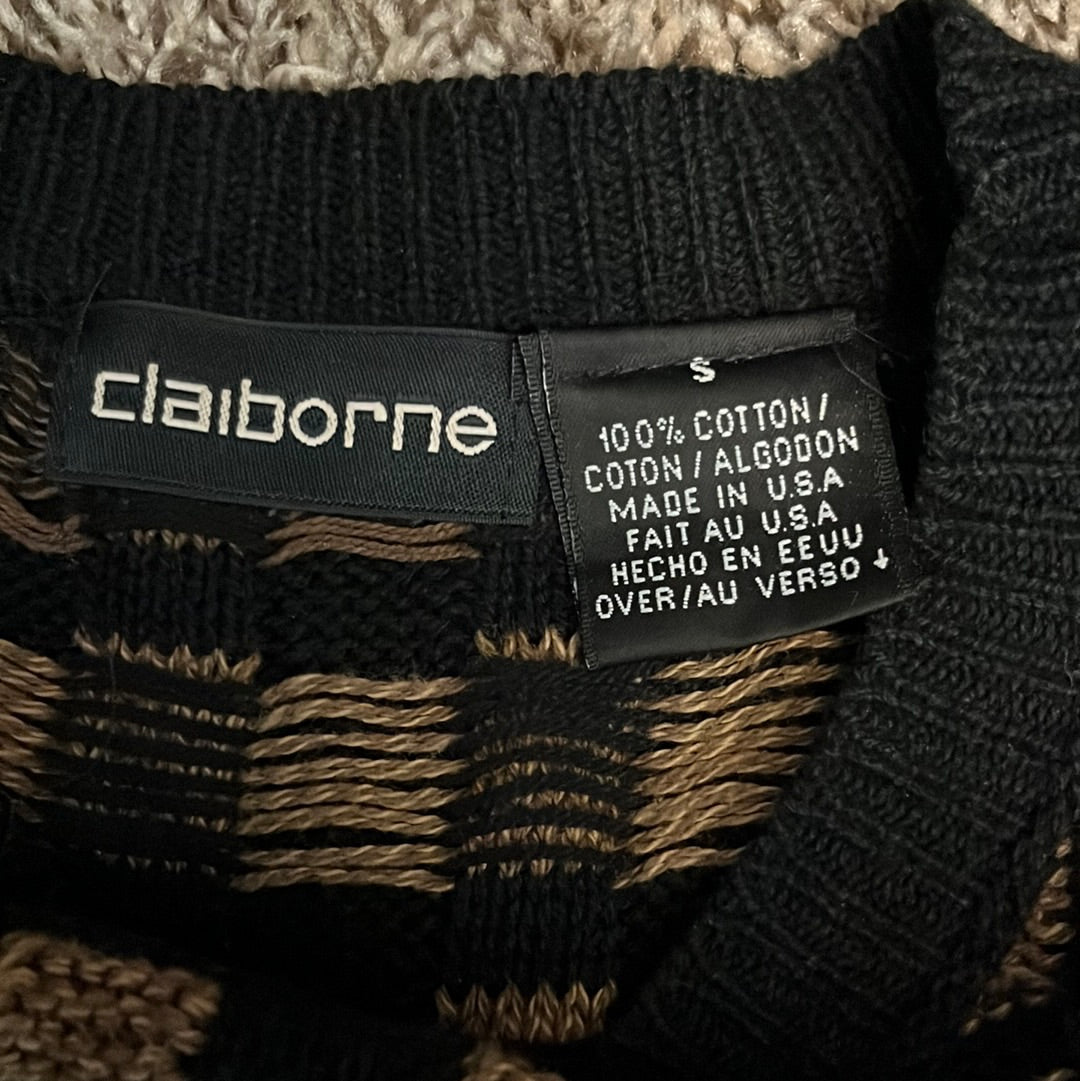 claiborne
S
100% COTTON/
COTON/ALGODON
MADE IN U.S.A
FAIT AU U.S.A
HECHO EN EEUU
OVER/AU VERSO ↓